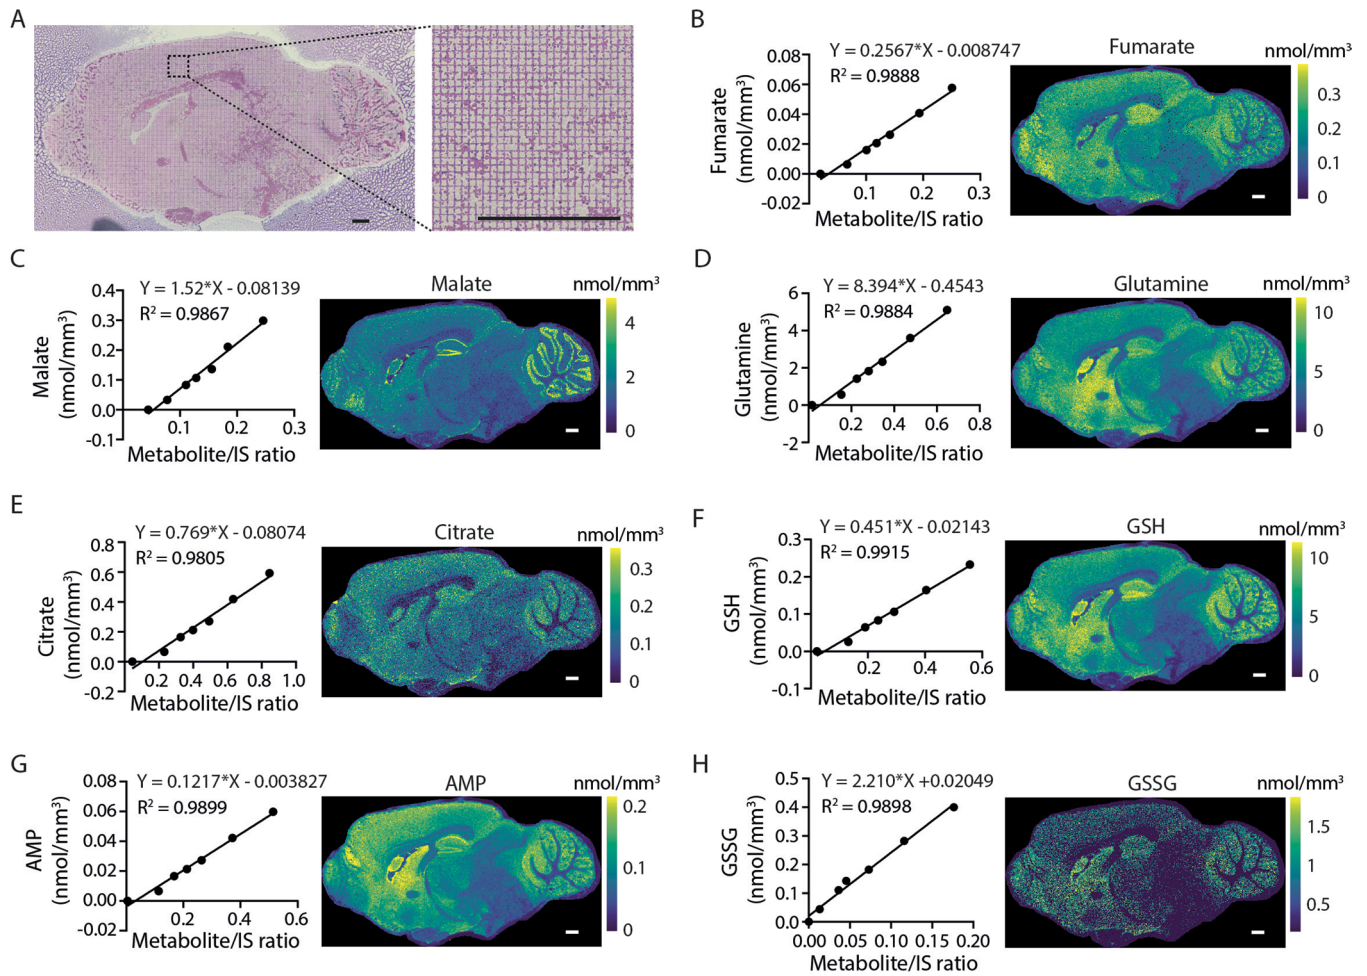 A
B
Y = 0.2567*X - 0.008747
R² = 0.9888
Fumarate
nmol/mm³
Fumarate
(nmol/mm³)
0.08
0.06
0.04
0.02
0.00
-0.02
0.1
0.2
0.3
Metabolite/IS ratio
0.3
0.2
0.1
0
C
Y = 1.52*X - 0.08139
R² = 0.9867
Malate
nmol/mm³
Malate
(nmol/mm³)
0.4
0.3
0.2
0.1
0.0
-0.1
0.1
0.2
0.3
Metabolite/IS ratio
4
2
0
D
Y = 8.394*X - 0.4543
R² = 0.9884
Glutamine
nmol/mm³
Glutamine
(nmol/mm³)
6
4
2
0
-2
0.2
0.4
0.6
0.8
Metabolite/IS ratio
10
5
0
E
Y = 0.769*X - 0.08074
R² = 0.9805
Citrate
nmol/mm³
Citrate
(nmol/mm³)
0.8
0.6
0.4
0.2
0.0
-0.2
0.2
0.4
0.6
0.8
1.0
Metabolite/IS ratio
0.3
0.2
0.1
0
F
Y = 0.451*X - 0.02143
R² = 0.9915
GSH
nmol/mm³
GSH
(nmol/mm³)
0.3
0.2
0.1
0.0
-0.1
0.2
0.4
0.6
Metabolite/IS ratio
10
5
0
G
Y = 0.1217*X - 0.003827
R² = 0.9899
AMP
nmol/mm³
AMP
(nmol/mm³)
0.08
0.06
0.04
0.02
0.00
-0.02
0.2
0.4
0.6
Metabolite/IS ratio
0.2
0.1
0
H
Y = 2.210*X +0.02049
R² = 0.9898
GSSG
nmol/mm³
GSSG
(nmol/mm³)
0.5
0.4
0.3
0.2
0.1
0.0
0.00
0.05
0.10
0.15
0.20
Metabolite/IS ratio
1.5
1
0.5